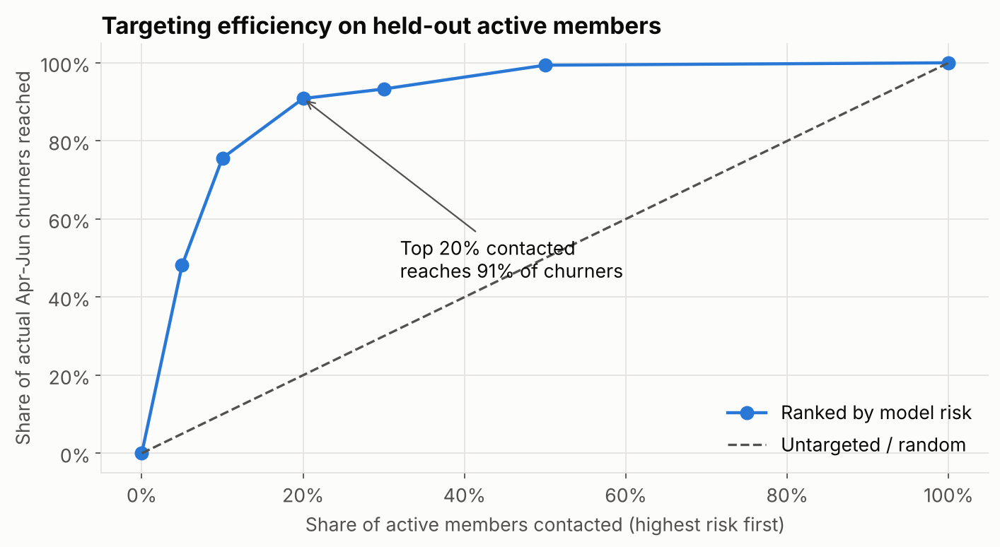 Targeting efficiency on held-out active members
Share of actual Apr-Jun churners reached
100%
80%
60%
40%
20%
0%
Top 20% contacted
reaches 91% of churners
Ranked by model risk
Untargeted / random
0%
20%
40%
60%
80%
100%
Share of active members contacted (highest risk first)